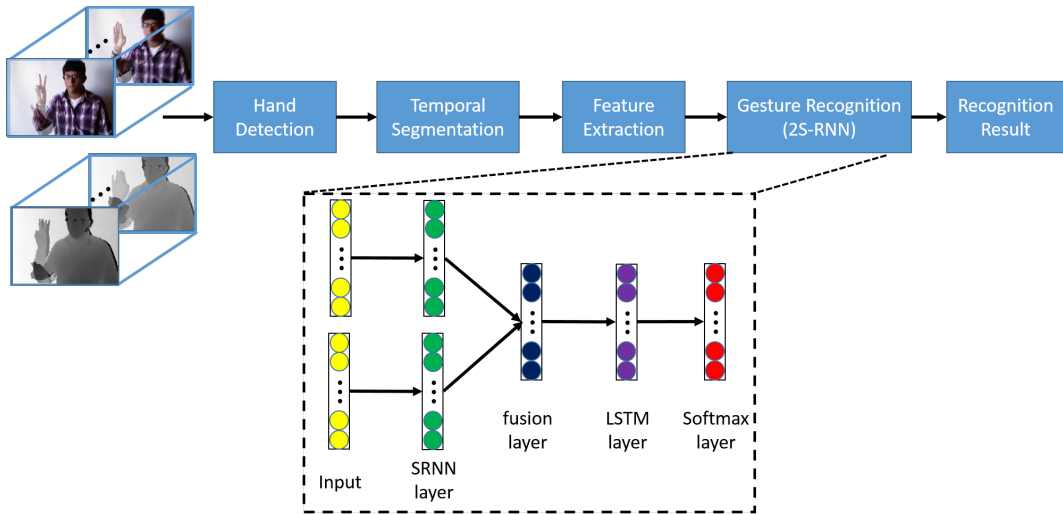 Hand
Detection
Temporal
Segmentation
Feature
Extraction
Gesture Recognition
(2S-RNN)
Recognition
Result
Input
SRNN
layer
fusion
layer
LSTM
layer
Softmax
layer